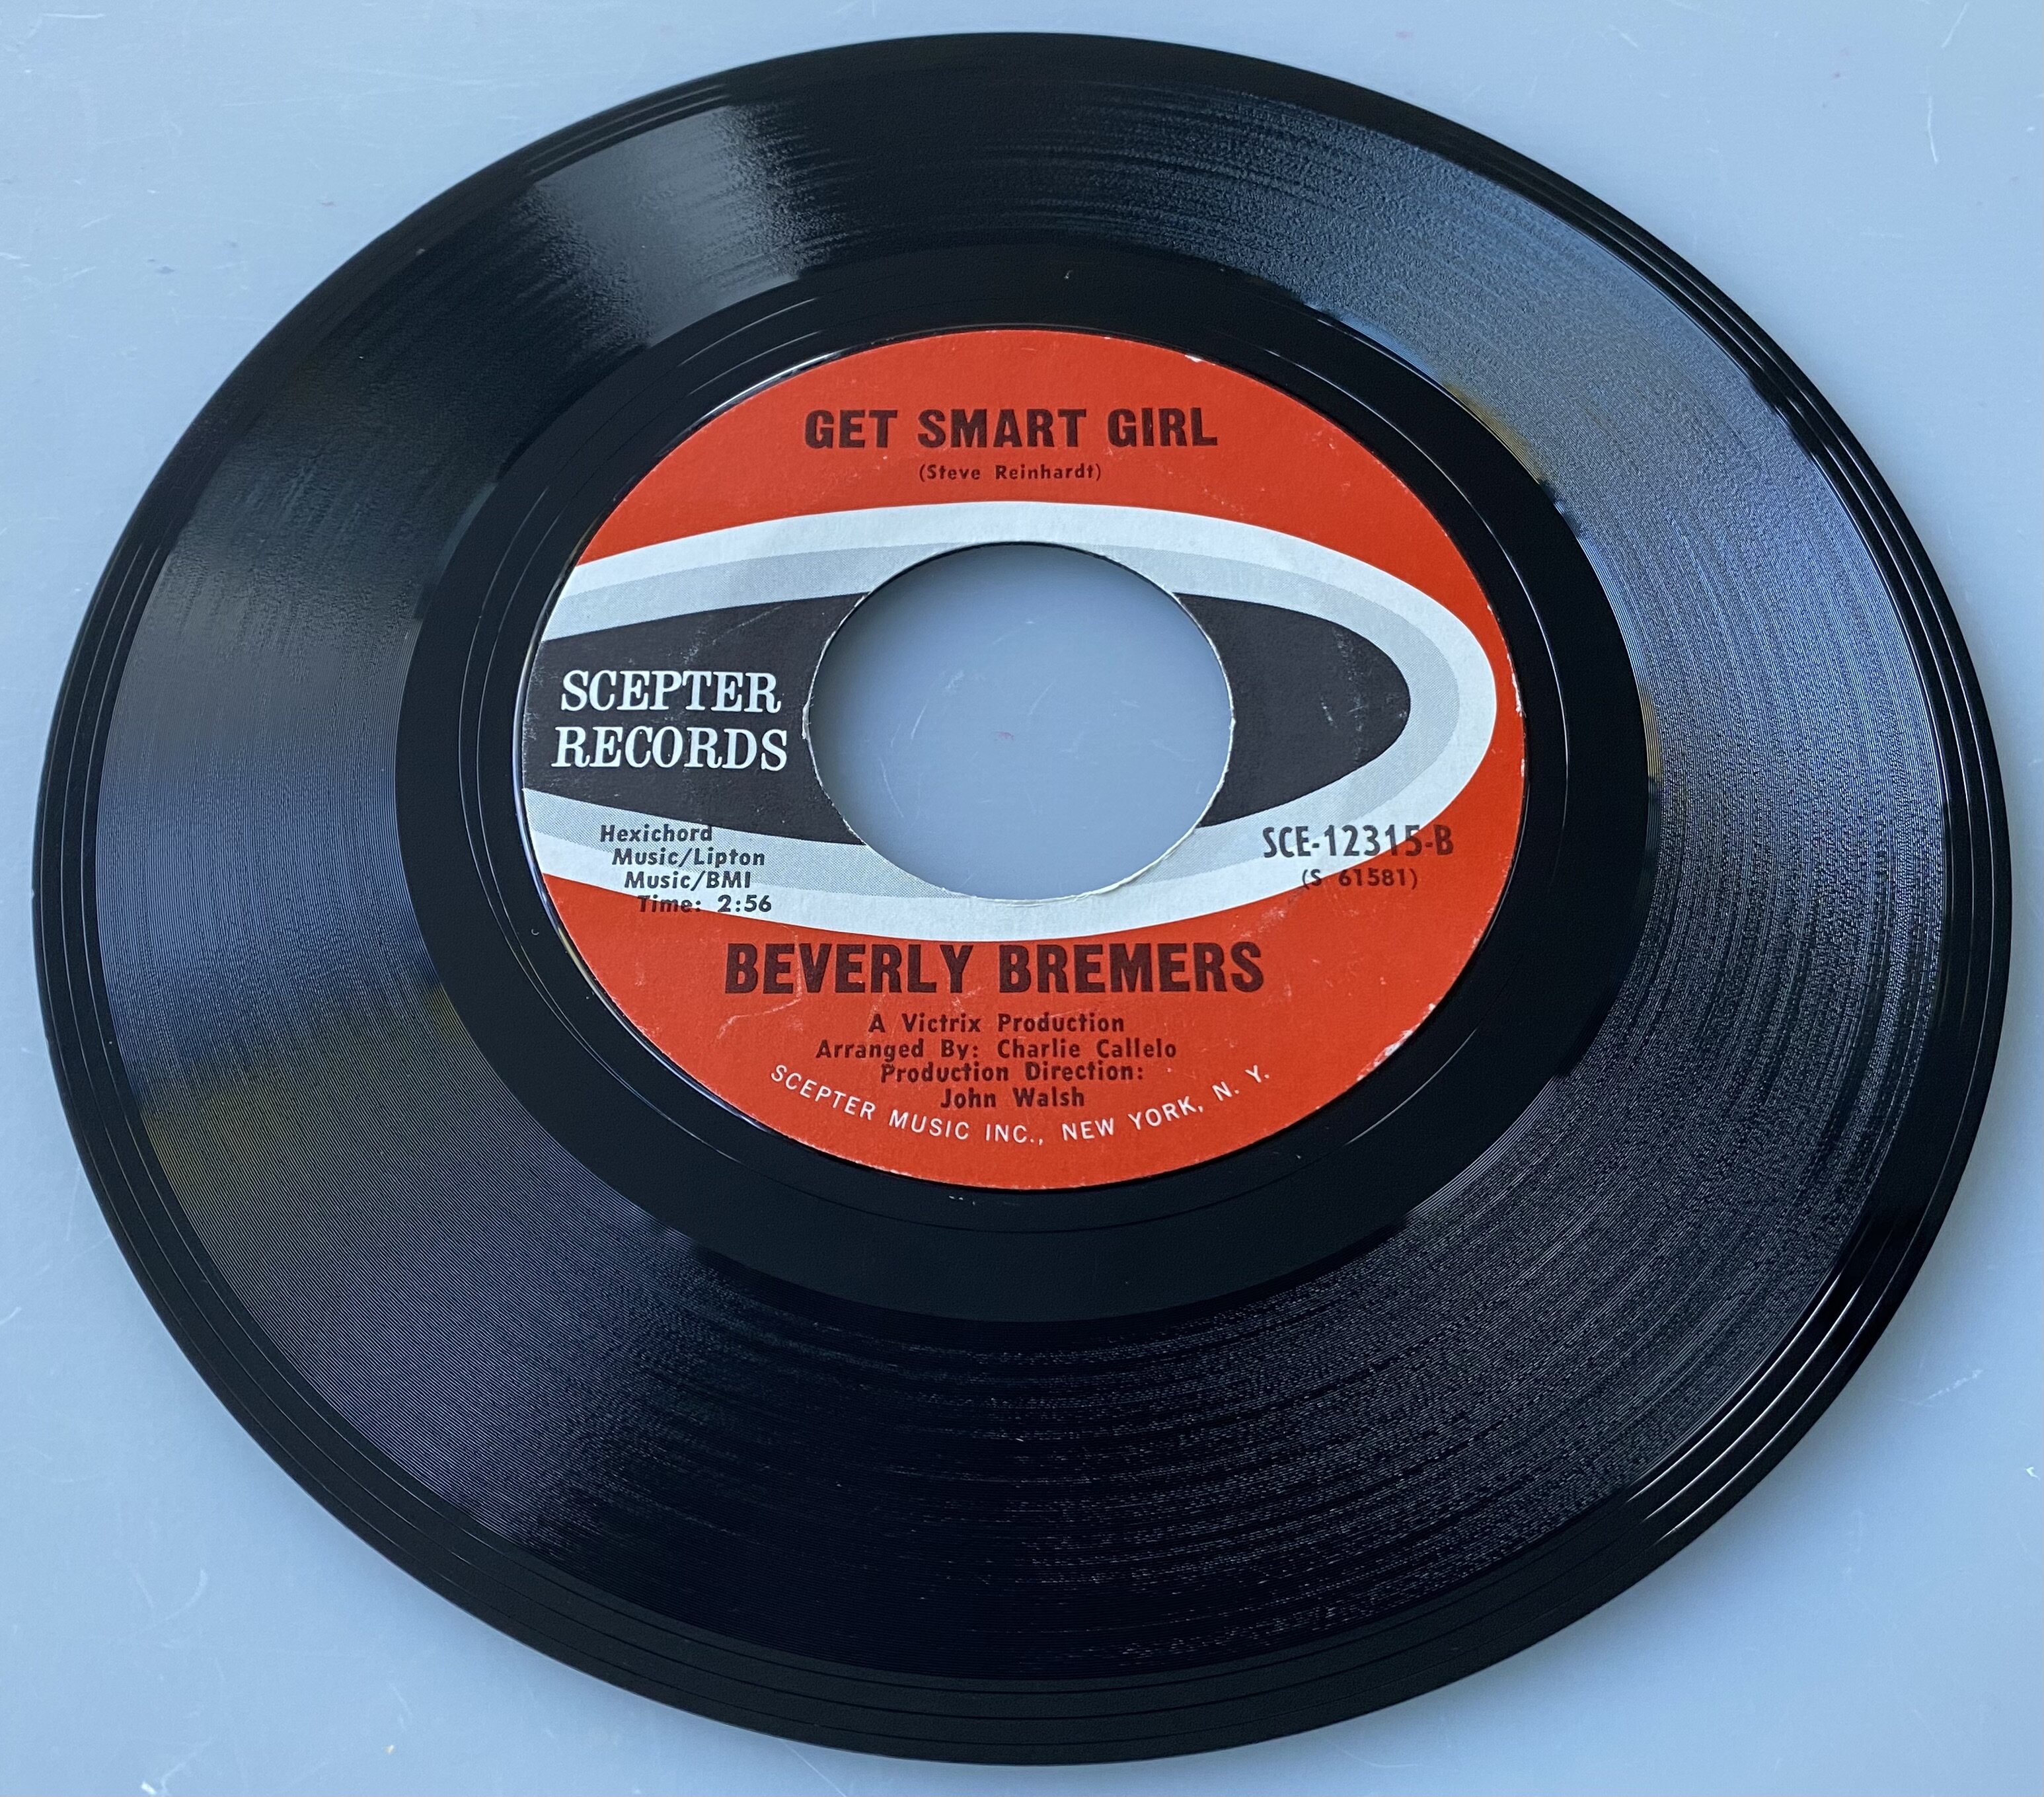 GET SMART GIRL
(Steve Reinhardt)
SCEPTER
RECORDS
Hexichord
Music/Lipton
Music/BMI
Time: 2:56
SCE-12315-B
(S 61581)
BEVERLY BREMERS
A Victrix Production
Arranged By: Charlie Callelo
Production Direction:
John Walsh
SCEPTER MUSIC INC., NEW YORK, N. Y.